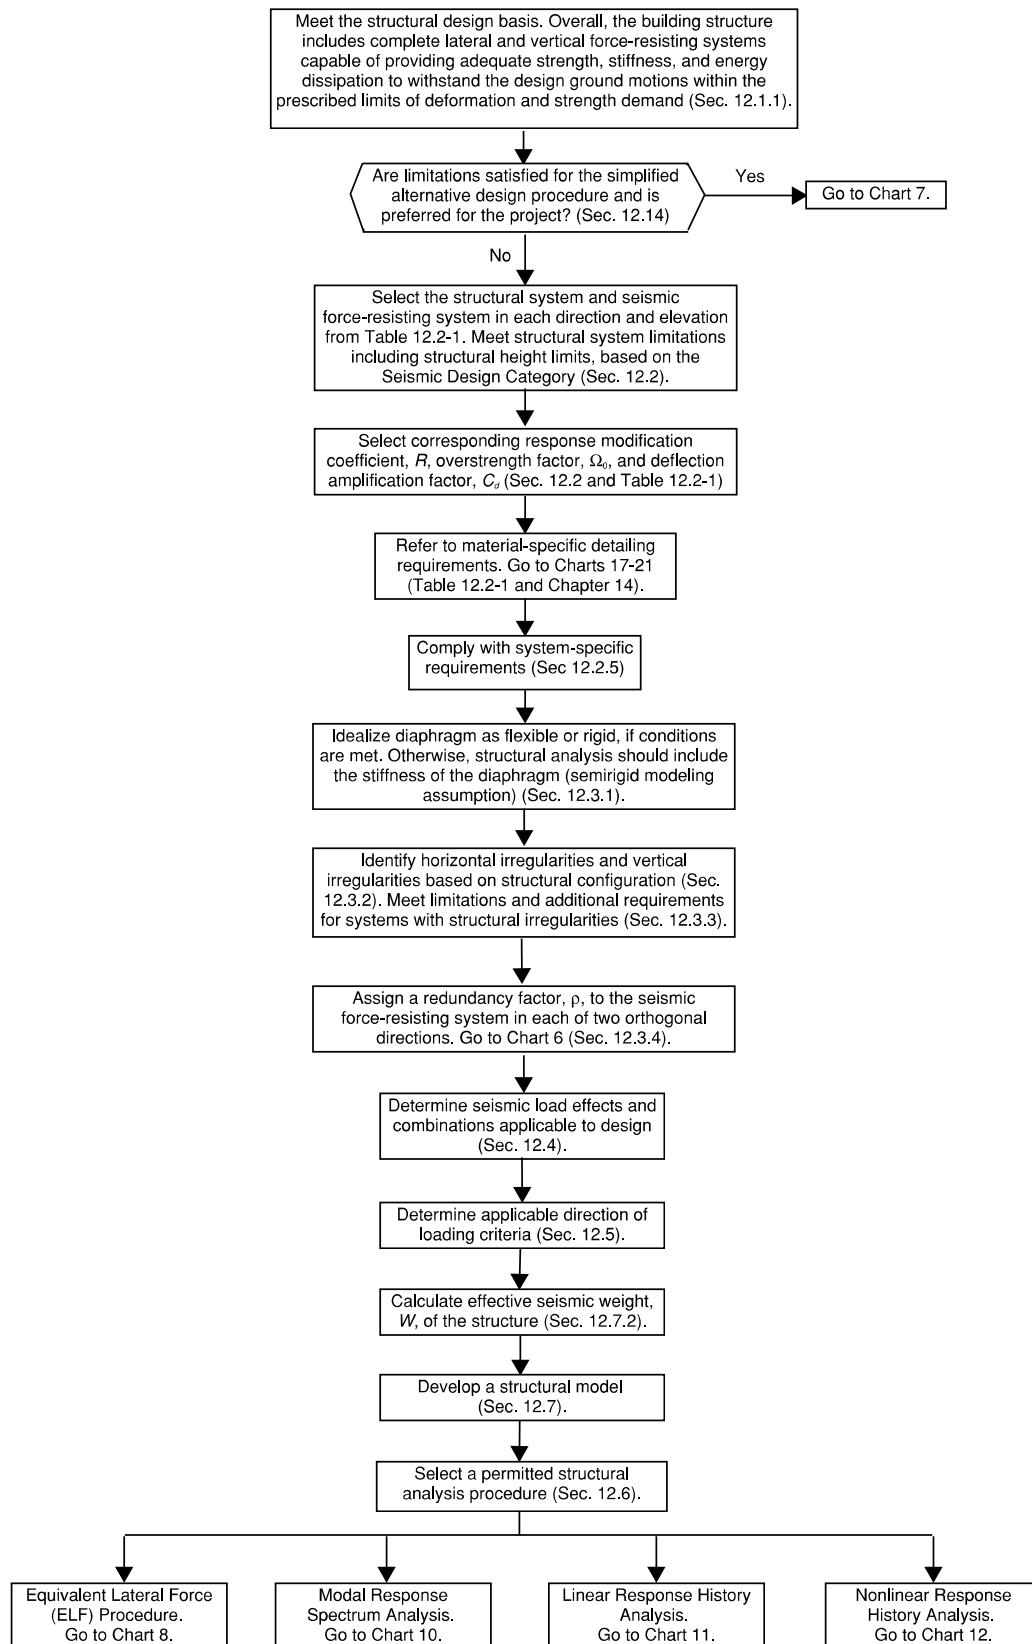 Meet the structural design basis. Overall, the building structure
includes complete lateral and vertical force-resisting systems
capable of providing adequate strength, stiffness, and energy
dissipation to withstand the design ground motions within the
prescribed limits of deformation and strength demand (Sec. 12.1.1).
Are limitations satisfied for the simplified
alternative design procedure and is
preferred for the project? (Sec. 12.14)
Yes
Go to Chart 7.
No
Select the structural system and seismic
force-resisting system in each direction and elevation
from Table 12.2-1. Meet structural system limitations
including structural height limits, based on the
Seismic Design Category (Sec. 12.2).
Select corresponding response modification
coefficient, R, overstrength factor, Ω₀, and deflection
amplification factor, C_d (Sec. 12.2 and Table 12.2-1)
Refer to material-specific detailing
requirements. Go to Charts 17-21
(Table 12.2-1 and Chapter 14).
Comply with system-specific
requirements (Sec 12.2.5)
Idealize diaphragm as flexible or rigid, if conditions
are met. Otherwise, structural analysis should include
the stiffness of the diaphragm (semirigid modeling
assumption) (Sec. 12.3.1).
Identify horizontal irregularities and vertical
irregularities based on structural configuration (Sec.
12.3.2). Meet limitations and additional requirements
for systems with structural irregularities (Sec. 12.3.3).
Assign a redundancy factor, ρ, to the seismic
force-resisting system in each of two orthogonal
directions. Go to Chart 6 (Sec. 12.3.4).
Determine seismic load effects and
combinations applicable to design
(Sec. 12.4).
Determine applicable direction of
loading criteria (Sec. 12.5).
Calculate effective seismic weight,
W, of the structure (Sec. 12.7.2).
Develop a structural model
(Sec. 12.7).
Select a permitted structural
analysis procedure (Sec. 12.6).
Equivalent Lateral Force
(ELF) Procedure.
Go to Chart 8.
Modal Response
Spectrum Analysis.
Go to Chart 10.
Linear Response History
Analysis.
Go to Chart 11.
Nonlinear Response
History Analysis.
Go to Chart 12.